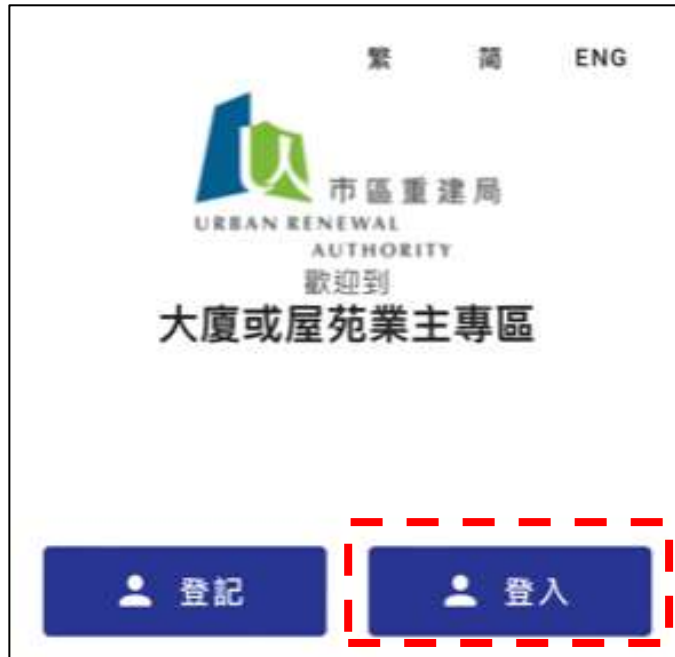 繁 简 ENG
市區重建局
URBAN RENEWAL
AUTHORITY
歡迎到
大廈或屋苑業主專區
登記 登入